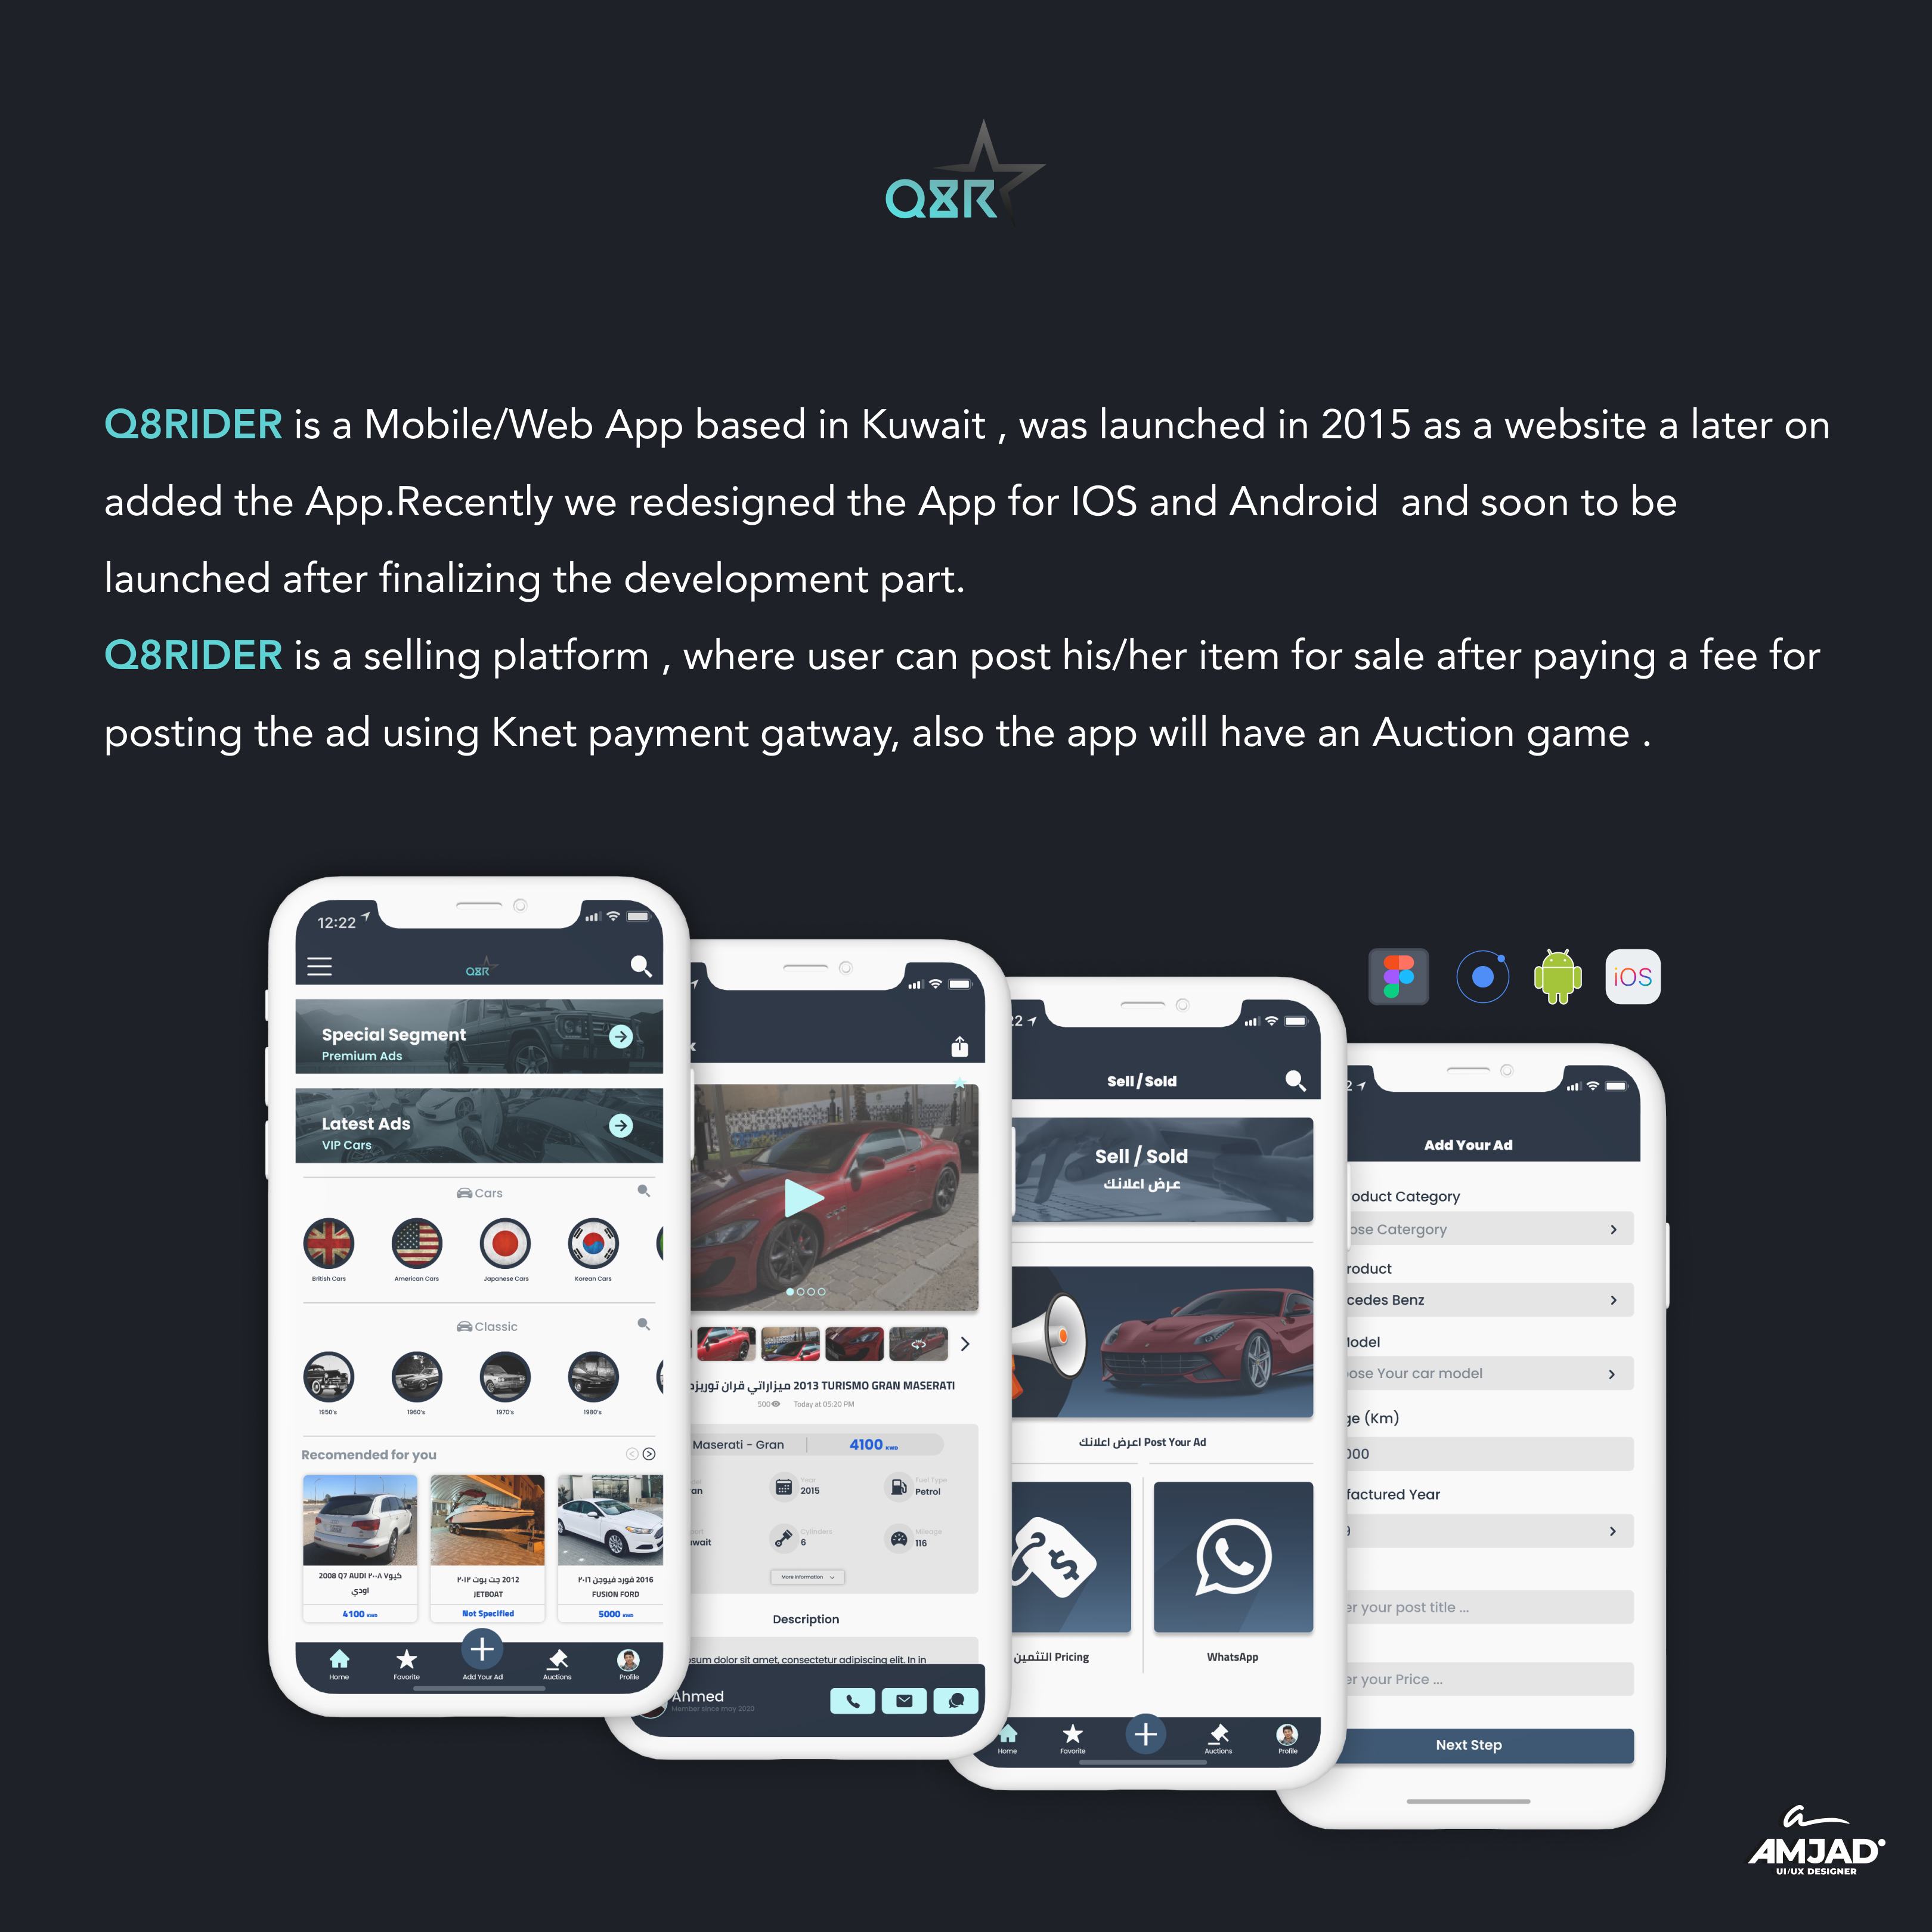 Q8R
Q8RIDER is a Mobile/Web App based in Kuwait , was launched in 2015 as a website a later on
added the App.Recently we redesigned the App for IOS and Android  and soon to be
launched after finalizing the development part.
Q8RIDER is a selling platform , where user can post his/her item for sale after paying a fee for
posting the ad using Knet payment gatway, also the app will have an Auction game .
12:22
Q8R
Special Segment
Premium Ads
Latest Ads
VIP Cars
Cars
British Cars
American Cars
Japanese Cars
Korean Cars
Classic
1950's
1960's
1970's
1980's
Recomended for you
2008 Q7 AUDI كيو٧ ٢٠٠٨
اودي
4100 KWD
2012 جت بوت ٢٠١٢
JETBOAT
Not Specified
2016 فورد فيوجن ٢٠١٦
FUSION FORD
5000 KWD
Home
Favorite
Add Your Ad
Auctions
Profile
2013 TURISMO GRAN MASERATI ميزاراتي قران توريزم
500
Today at 05:20 PM
Maserati - Gran
4100 KWD
Year
2015
Fuel Type
Petrol
Cylinders
6
Mileage
116
More Information
Description
dolor sit amet, consectetur adipiscing elit. In in
Ahmed
Member since may 2020
Sell / Sold
Sell / Sold
عرض اعلانك
اعرض اعلانك Post Your Ad
التثمين Pricing
WhatsApp
Home
Favorite
Auctions
Profile
iOS
Add Your Ad
oduct Category
ose Catergory
roduct
cedes Benz
odel
ose Your car model
ge (Km)
000
factured Year
9
er your post title ...
er your Price ...
Next Step
a
AMJAD
UI/UX DESIGNER